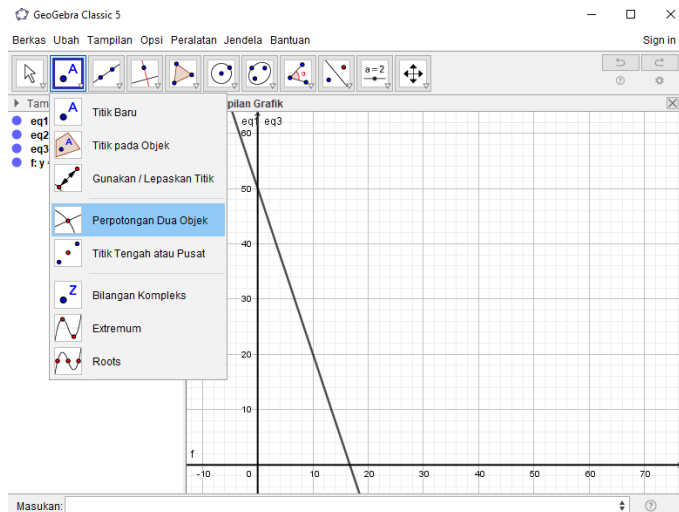 GeoGebra Classic 5
Berkas Ubah Tampilan Opsi Peralatan Jendela Bantuan Sign in
A a = 2
Tam pilan Grafik
eq1
eq2
eq3
f: y =
A Titik Baru
A Titik pada Objek
Gunakan / Lepaskan Titik
Perpotongan Dua Objek
Titik Tengah atau Pusat
Z Bilangan Kompleks
Extremum
Roots
eq1 eq3
60
50
40
30
20
10
f
-10 0 10 20 30 40 50 60 70
Masukan: